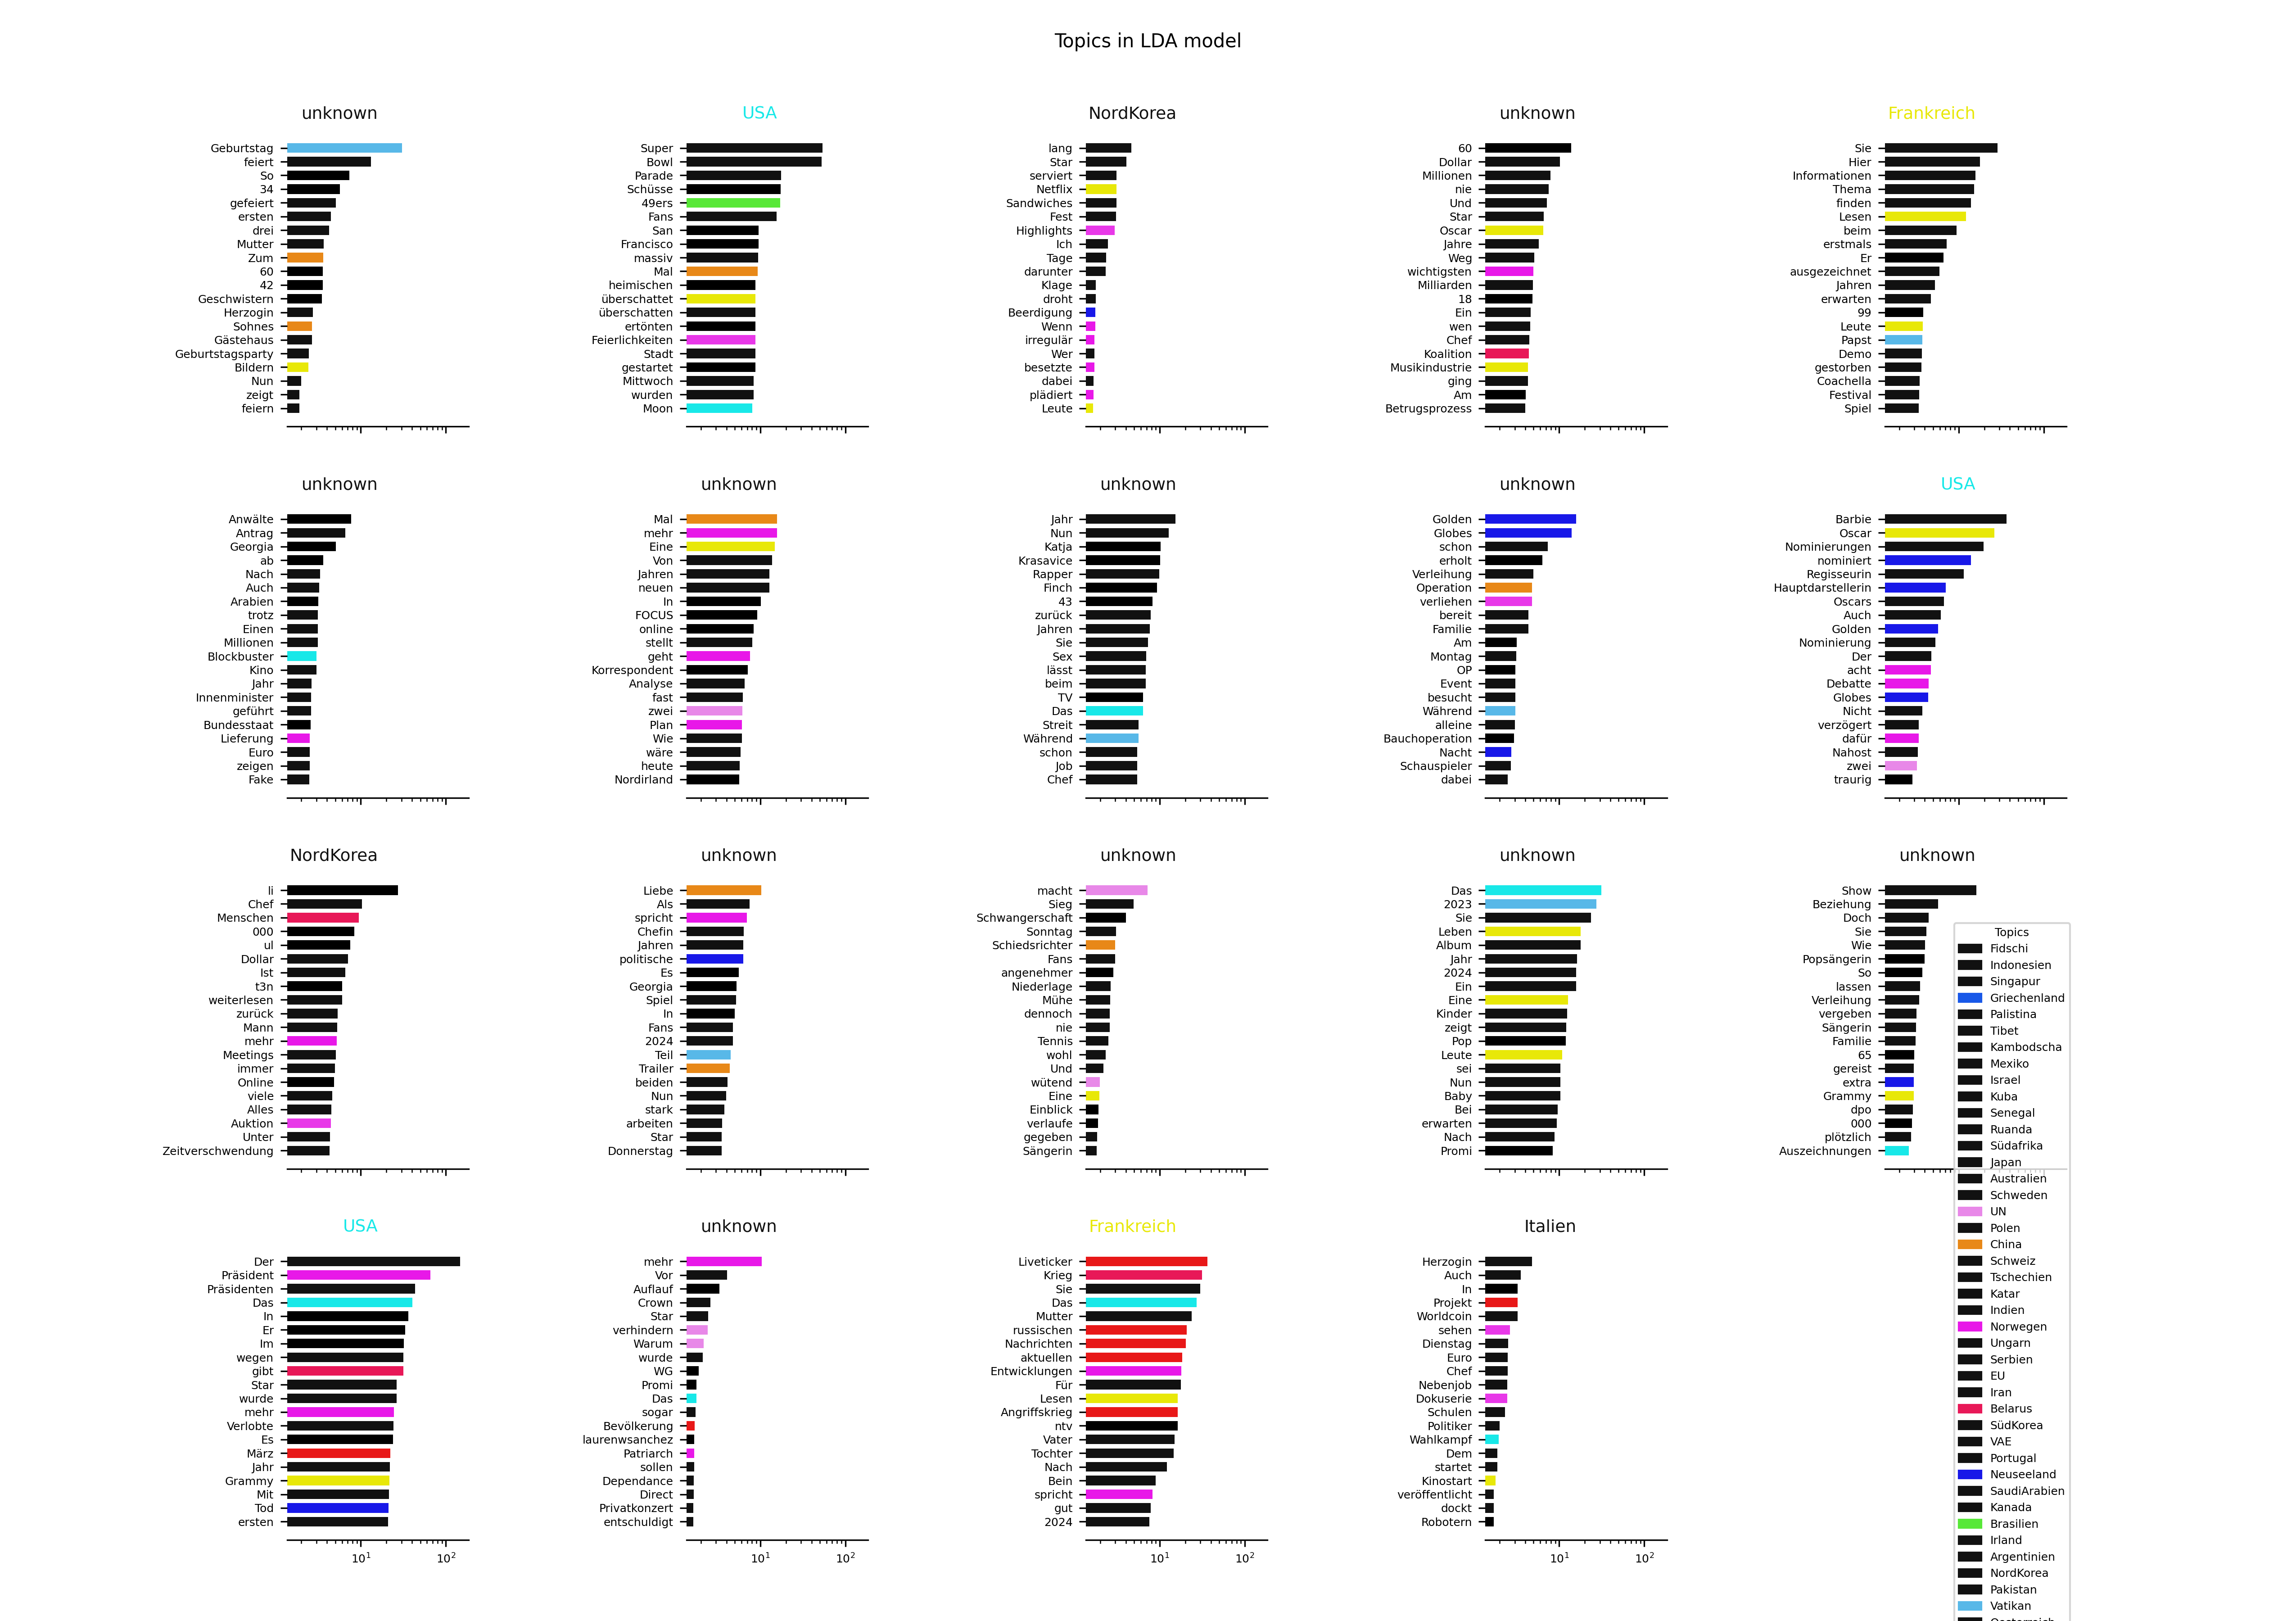 Topics in LDA model
unknown
Geburtstag
feiert
So
34
gefeiert
ersten
drei
Mutter
Zum
60
42
Geschwistern
Herzogin
Sohnes
Gästehaus
Geburtstagsparty
Bildern
Nun
zeigt
feiern
USA
Super
Bowl
Parade
Schüsse
49ers
Fans
San
Francisco
massiv
Mal
heimischen
überschattet
überschatten
ertönten
Feierlichkeiten
Stadt
gestartet
Mittwoch
wurden
Moon
NordKorea
lang
Star
serviert
Netflix
Sandwiches
Fest
Highlights
Ich
Tage
darunter
Klage
droht
Beerdigung
Wenn
irregulär
Wer
besetzte
dabei
plädiert
Leute
unknown
60
Dollar
Millionen
nie
Und
Star
Oscar
Jahre
Weg
wichtigsten
Milliarden
18
Ein
wen
Chef
Koalition
Musikindustrie
ging
Am
Betrugsprozess
Frankreich
Sie
Hier
Informationen
Thema
finden
Lesen
beim
erstmals
Er
ausgezeichnet
Jahren
erwarten
99
Leute
Papst
Demo
gestorben
Coachella
Festival
Spiel
unknown
Anwälte
Antrag
Georgia
ab
Nach
Auch
Arabien
trotz
Einen
Millionen
Blockbuster
Kino
Jahr
Innenminister
geführt
Bundesstaat
Lieferung
Euro
zeigen
Fake
unknown
Mal
mehr
Eine
Von
Jahren
neuen
In
FOCUS
online
stellt
geht
Korrespondent
Analyse
fast
zwei
Plan
Wie
wäre
heute
Nordirland
unknown
Jahr
Nun
Katja
Krasavice
Rapper
Finch
43
zurück
Jahren
Sie
Sex
lässt
beim
TV
Das
Streit
Während
schon
Job
Chef
unknown
Golden
Globes
schon
erholt
Verleihung
Operation
verliehen
bereit
Familie
Am
Montag
OP
Event
besucht
Während
alleine
Bauchoperation
Nacht
Schauspieler
dabei
USA
Barbie
Oscar
Nominierungen
nominiert
Regisseurin
Hauptdarstellerin
Oscars
Auch
Golden
Nominierung
Der
acht
Debatte
Globes
Nicht
verzögert
dafür
Nahost
zwei
traurig
NordKorea
li
Chef
Menschen
000
ul
Dollar
Ist
t3n
weiterlesen
zurück
Mann
mehr
Meetings
immer
Online
viele
Alles
Auktion
Unter
Zeitverschwendung
unknown
Liebe
Als
spricht
Chefin
Jahren
politische
Es
Georgia
Spiel
In
Fans
2024
Teil
Trailer
beiden
Nun
stark
arbeiten
Star
Donnerstag
unknown
macht
Sieg
Schwangerschaft
Sonntag
Schiedsrichter
Fans
angenehmer
Niederlage
Mühe
dennoch
nie
Tennis
wohl
Und
wütend
Eine
Einblick
verlaufe
gegeben
Sängerin
unknown
Das
2023
Sie
Leben
Album
Jahr
2024
Ein
Eine
Kinder
zeigt
Pop
Leute
sei
Nun
Baby
Bei
erwarten
Nach
Promi
unknown
Show
Beziehung
Doch
Sie
Wie
Popsängerin
So
lassen
Verleihung
vergeben
Sängerin
Familie
65
gereist
extra
Grammy
dpo
000
plötzlich
Auszeichnungen
USA
Der
Präsident
Präsidenten
Das
In
Er
Im
wegen
gibt
Star
wurde
mehr
Verlobte
Es
März
Jahr
Grammy
Mit
Tod
ersten
10¹ 10²
unknown
mehr
Vor
Auflauf
Crown
Star
verhindern
Warum
wurde
WG
Promi
Das
sogar
Bevölkerung
laurenwsanchez
Patriarch
sollen
Dependance
Direct
Privatkonzert
entschuldigt
10¹ 10²
Frankreich
Liveticker
Krieg
Sie
Das
Mutter
russischen
Nachrichten
aktuellen
Entwicklungen
Für
Lesen
Angriffskrieg
ntv
Vater
Tochter
Nach
Bein
spricht
gut
2024
10¹ 10²
Italien
Herzogin
Auch
In
Projekt
Worldcoin
sehen
Dienstag
Euro
Chef
Nebenjob
Dokuserie
Schulen
Politiker
Wahlkampf
Dem
startet
Kinostart
veröffentlicht
dockt
Robotern
10¹ 10²
Topics
Fidschi
Indonesien
Singapur
Griechenland
Palistina
Tibet
Kambodscha
Mexiko
Israel
Kuba
Senegal
Ruanda
Südafrika
Japan
Australien
Schweden
UN
Polen
China
Schweiz
Tschechien
Katar
Indien
Norwegen
Ungarn
Serbien
EU
Iran
Belarus
SüdKorea
VAE
Portugal
Neuseeland
SaudiArabien
Kanada
Brasilien
Irland
Argentinien
NordKorea
Pakistan
Vatikan